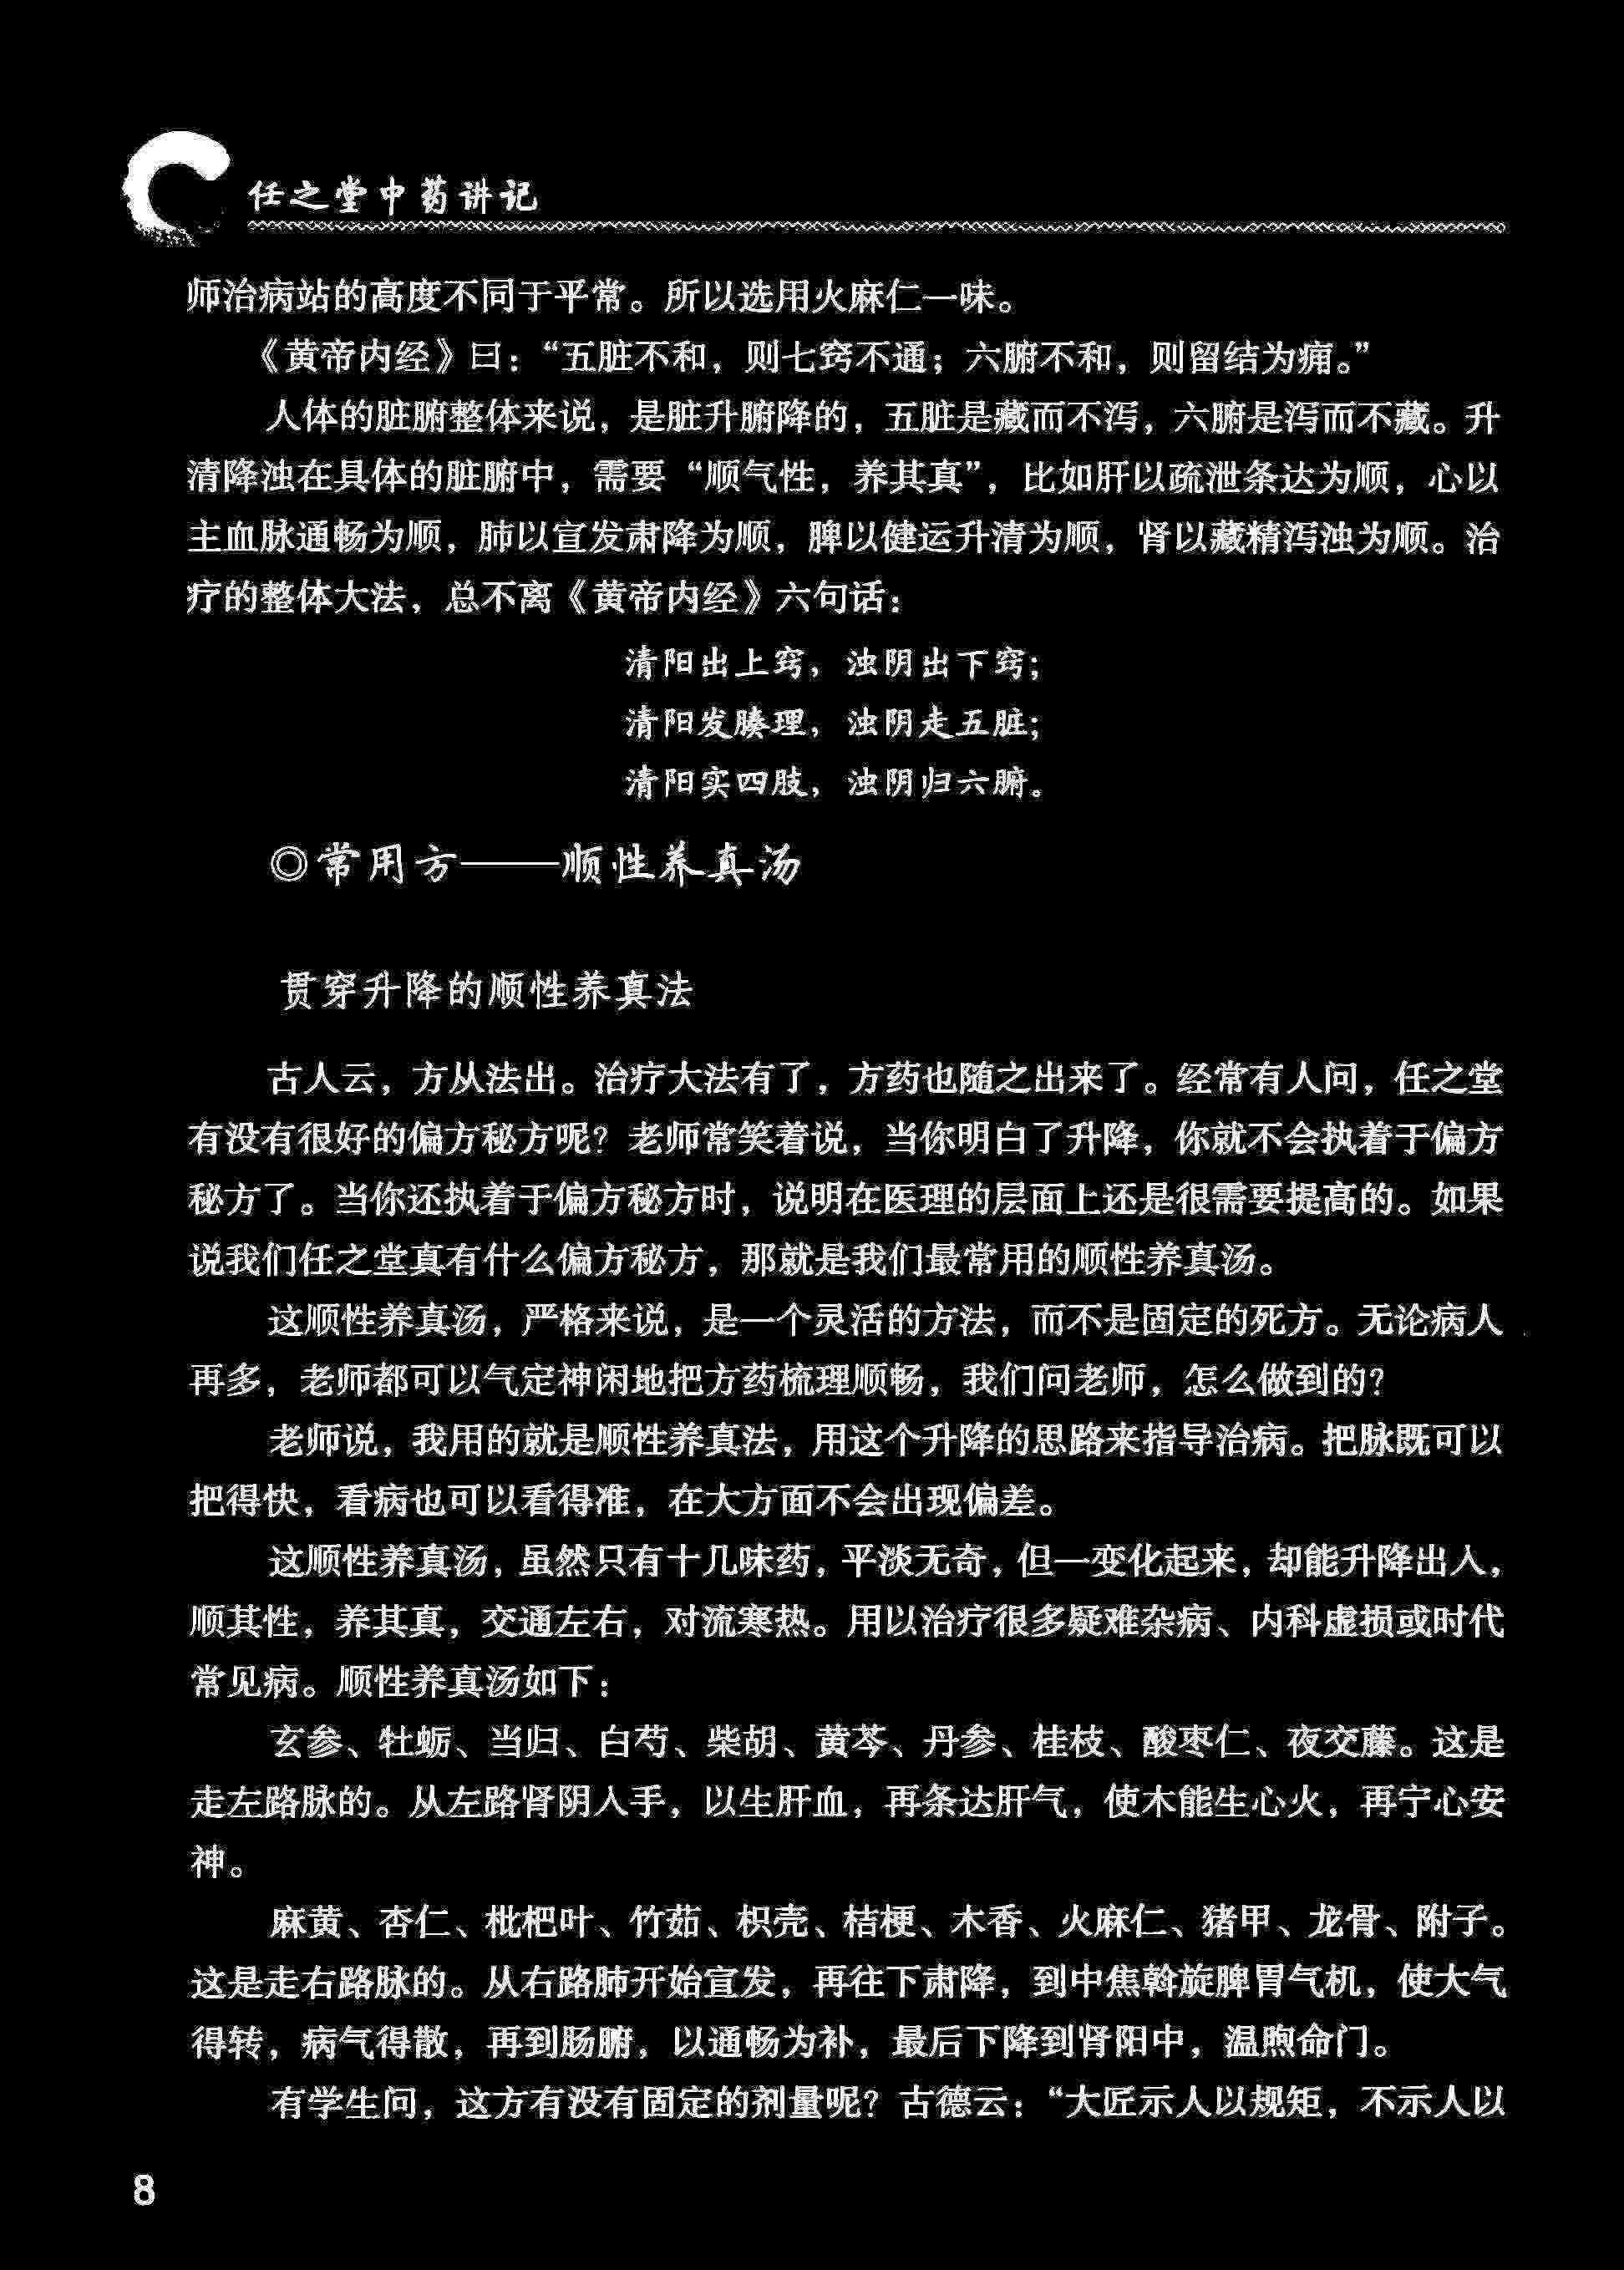 任之堂中药讲记
师治病站的高度不同于平常。所以选用火麻仁一味。
《黄帝内经》曰：“五脏不和，则七窍不通；六腑不和，则留结为痈。”
人体的脏腑整体来说，是脏升腑降的，五脏是藏而不泻，六腑是泻而不藏。升
清降浊在具体的脏腑中，需要“顺气性，养其真”，比如肝以疏泄条达为顺，心以
主血脉通畅为顺，肺以宣发肃降为顺，脾以健运升清为顺，肾以藏精泻浊为顺。治
疗的整体大法，总不离《黄帝内经》六句话：
清阳出上窍，浊阴出下窍；
清阳发腠理，浊阴走五脏；
清阳实四肢，浊阴归六腑。
◎常用方——顺性养真汤
贯穿升降的顺性养真法
古人云，方从法出。治疗大法有了，方药也随之出来了。经常有人问，任之堂
有没有很好的偏方秘方呢？老师常笑着说，当你明白了升降，你就不会执着于偏方
秘方了。当你还执着于偏方秘方时，说明在医理的层面上还是很需要提高的。如果
说我们任之堂真有什么偏方秘方，那就是我们最常用的顺性养真汤。
这顺性养真汤，严格来说，是一个灵活的方法，而不是固定的死方。无论病人
再多，老师都可以气定神闲地把方药梳理顺畅，我们问老师，怎么做到的？
老师说，我用的就是顺性养真法，用这个升降的思路来指导治病。把脉既可以
把得快，看病也可以看得准，在大方面不会出现偏差。
这顺性养真汤，虽然只有十几味药，平淡无奇，但一变化起来，却能升降出入，
顺其性，养其真，交通左右，对流寒热。用以治疗很多疑难杂病、内科虚损或时代
常见病。顺性养真汤如下：
玄参、牡蛎、当归、白芍、柴胡、黄芩、丹参、桂枝、酸枣仁、夜交藤。这是
走左路脉的。从左路肾阴入手，以生肝血，再条达肝气，使木能生心火，再宁心安
神。
麻黄、杏仁、枇杷叶、竹茹、枳壳、桔梗、木香、火麻仁、猪甲、龙骨、附子。
这是走右路脉的。从右路肺开始宣发，再往下肃降，到中焦斡旋脾胃气机，使大气
得转，病气得散，再到肠腑，以通畅为补，最后下降到肾阳中，温煦命门。
有学生问，这方有没有固定的剂量呢？古德云：“大匠示人以规矩，不示人以
8